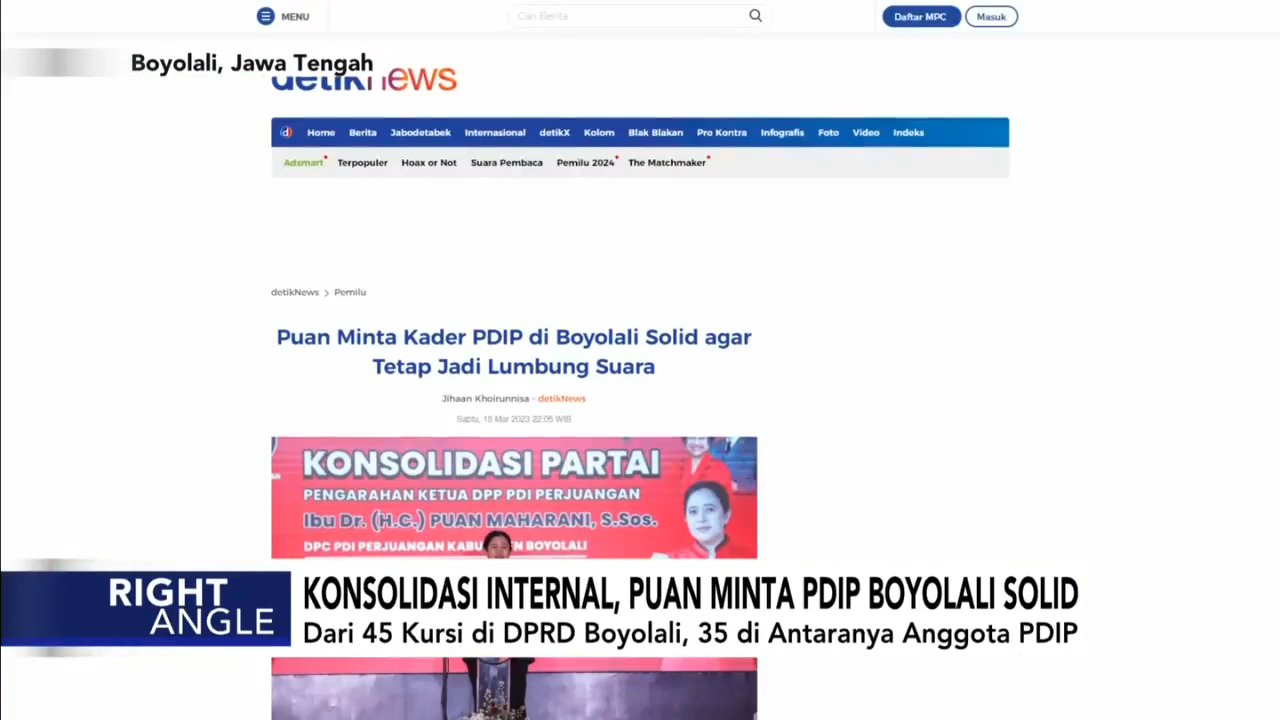 MENU
Cari Berita
Daftar MPC
Masuk
Boyolali, Jawa Tengah
detiknews
d
Home Berita Jabodetabek Internasional detikX Kolom Blak Blakan Pro Kontra Infografis Foto Video Indeks
Adsmart Terpopuler Hoax or Not Suara Pembaca Pemilu 2024 The Matchmaker
detikNews > Pemilu
Puan Minta Kader PDIP di Boyolali Solid agar
Tetap Jadi Lumbung Suara
Jihaan Khoirunnisa - detikNews
Sabtu, 18 Mar 2023 22:05 WIB
KONSOLIDASI PARTAI
PENGARAHAN KETUA DPP PDI PERJUANGAN
Ibu Dr. (H.C.) PUAN MAHARANI, S.Sos.
DPC PDI PERJUANGAN BOYOLALI
RIGHT
ANGLE
KONSOLIDASI INTERNAL, PUAN MINTA PDIP BOYOLALI SOLID
Dari 45 Kursi di DPRD Boyolali, 35 di Antaranya Anggota PDIP